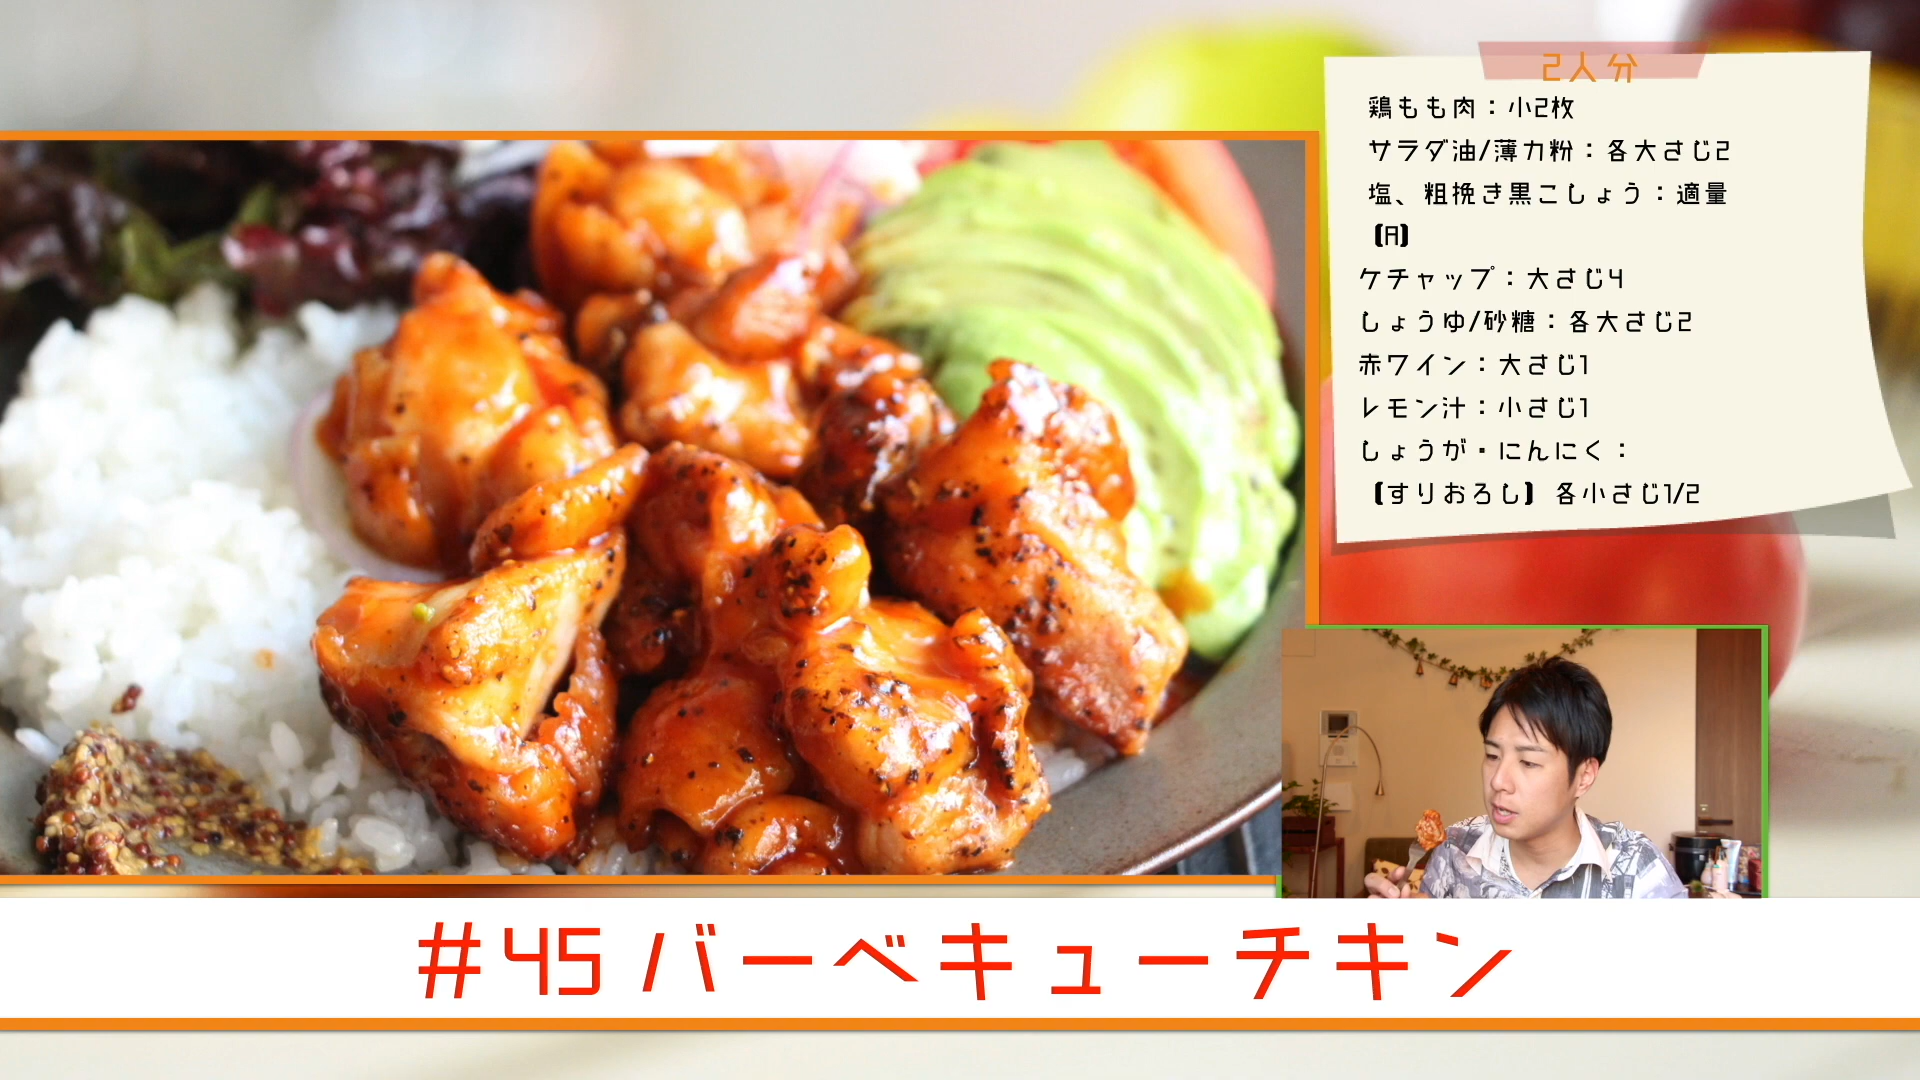 2人分
鶏もも肉：小2枚
サラダ油/薄力粉：各大さじ2
塩、粗挽き黒こしょう：適量
(A)
ケチャップ：大さじ4
しょうゆ/砂糖：各大さじ2
赤ワイン：大さじ1
レモン汁：小さじ1
しょうが・にんにく：
(すりおろし) 各小さじ1/2
#45 バーベキューチキン